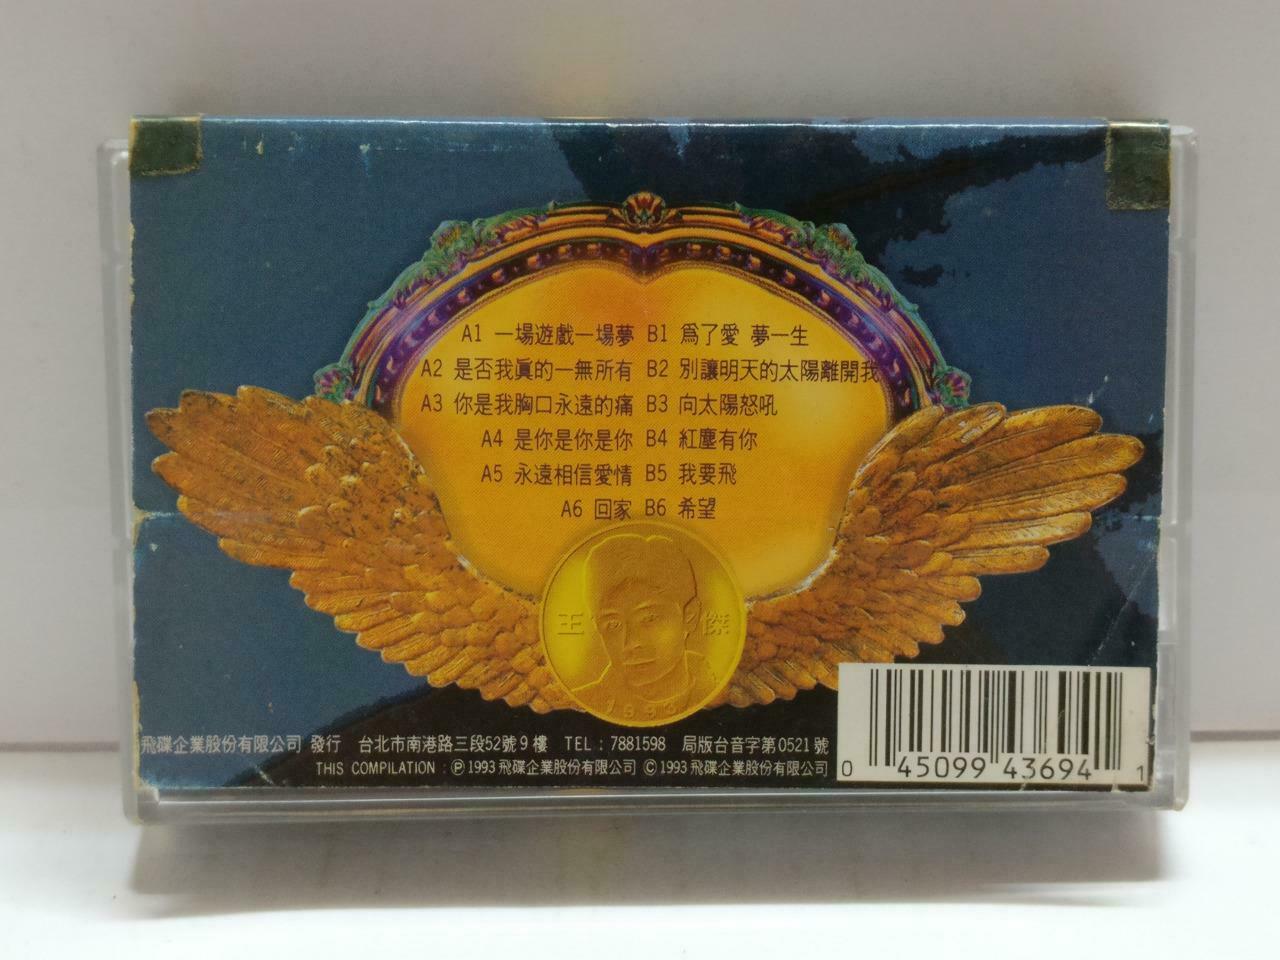 A1 一場遊戲一場夢 B1 爲了愛 夢一生
A2 是否我眞的一無所有 B2 別讓明天的太陽離開我
A3 你是我胸口永遠的痛 B3 向太陽怒吼
A4 是你是你是你 B4 紅塵有你
A5 永遠相信愛情 B5 我要飛
A6 回家 B6 希望
王 傑
1993
飛碟企業股份有限公司 發行 台北市南港路三段52號9樓 TEL : 7881598 局版台音字第0521號
THIS COMPILATION : Ⓟ 1993 飛碟企業股份有限公司 Ⓒ 1993 飛碟企業股份有限公司
0 45099 43694 1